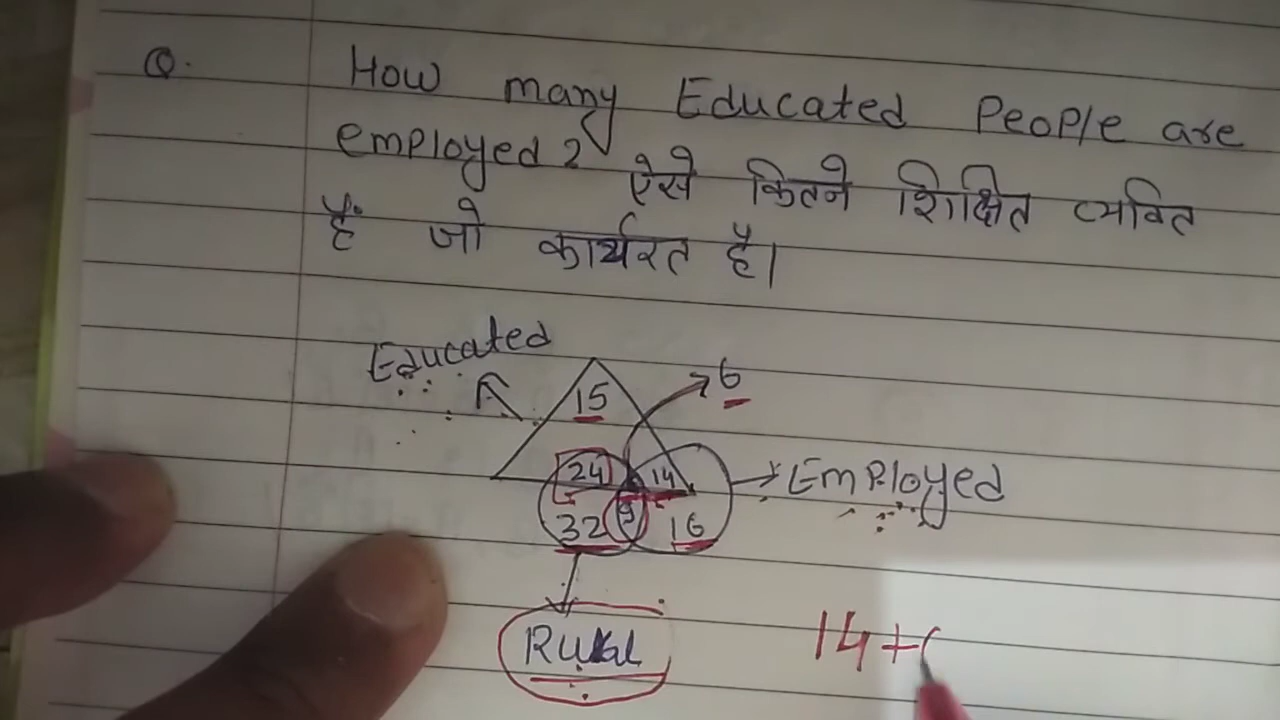 Q. How many Educated People are
employed? ऐसे कितने शिक्षित व्यक्ति
हैं जो कार्यरत है।
Educated
A
15
6
24
14
Employed
32
9
16
Rural
14+